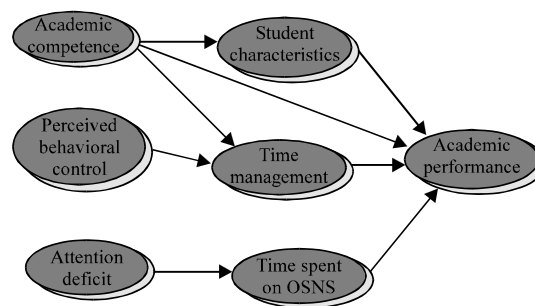 Academic
competence
Student
characteristics
Perceived
behavioral
control
Time
management
Academic
performance
Attention
deficit
Time spent
on OSNS